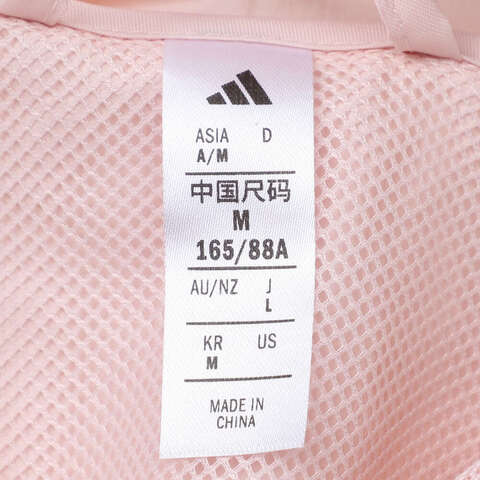 ASIA D
A/M
中国尺码
M
165/88A
AU/NZ J
L
KR US
M
MADE IN
CHINA